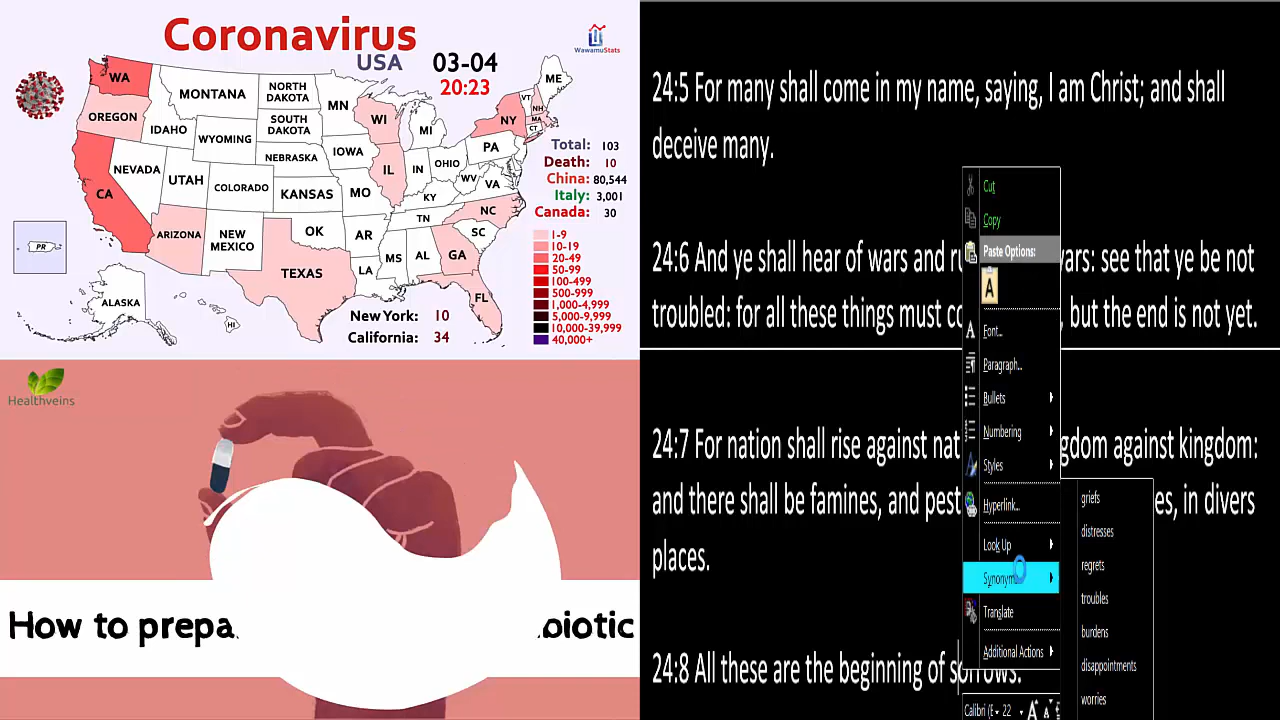 Coronavirus
USA
03-04
20:23
WawamuStats
WA
OREGON
CA
NEVADA
IDAHO
MONTANA
WYOMING
UTAH
ARIZONA
COLORADO
NEW MEXICO
NORTH DAKOTA
SOUTH DAKOTA
NEBRASKA
KANSAS
OK
TEXAS
MN
IOWA
MO
AR
LA
WI
IL
MI
IN
OHIO
KY
TN
MS
AL
GA
FL
SC
NC
VA
WV
PA
NY
VT
NH
MA
CT
ME
PR
ALASKA
HI
Total: 103
Death: 10
China: 80,544
Italy: 3,001
Canada: 30
1-9
10-19
20-49
50-99
100-499
500-999
1,000-4,999
5,000-9,999
10,000-39,999
40,000+
New York: 10
California: 34
Healthveins
How to prepa
biotic
24:5 For many shall come in my name, saying, I am Christ; and shall
deceive many.
24:6 And ye shall hear of wars and ru ars: see that ye be not
troubled: for all these things must co , but the end is not yet.
24:7 For nation shall rise against nat gdom against kingdom:
and there shall be famines, and pest es, in divers
places.
24:8 All these are the beginning of sorrows.
Cut
Copy
Paste Options:
A
Font...
Paragraph...
Bullets
Numbering
Styles
Hyperlink...
Look Up
Synonym
Translate
Additional Actions
griefs
distresses
regrets
troubles
burdens
disappointments
worries
Calibri (E 22 A A